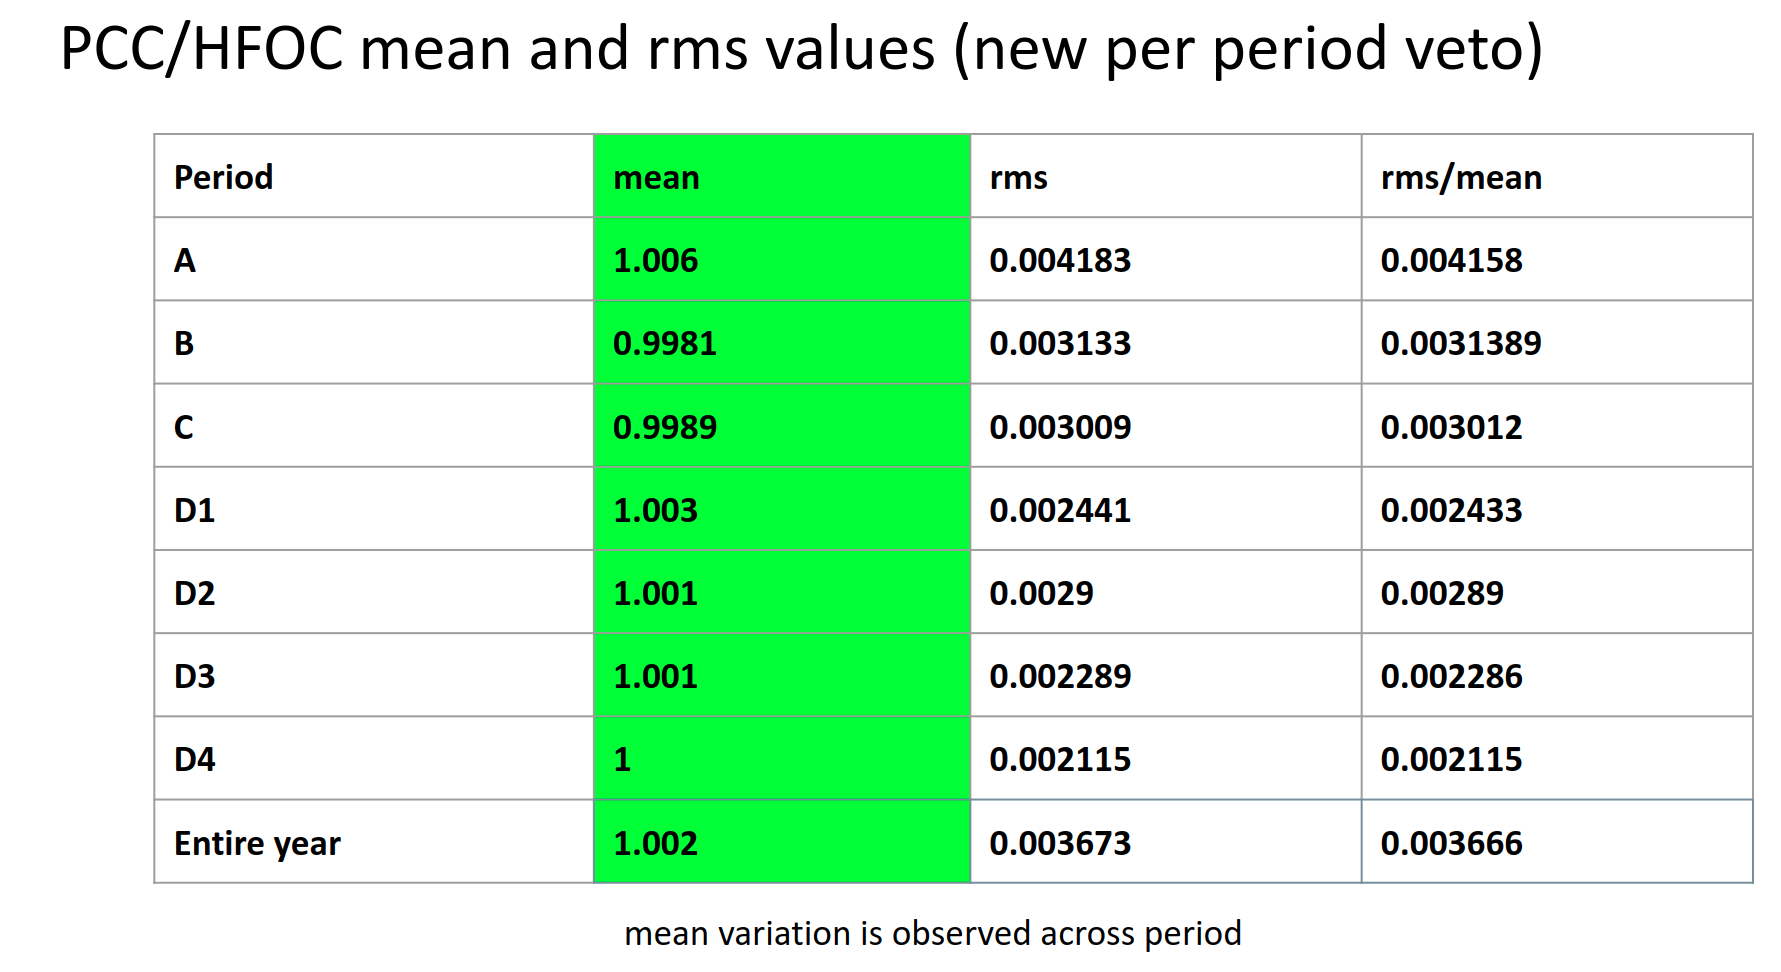 PCC/HFOC mean and rms values (new per period veto)
Period mean rms rms/mean
A 1.006 0.004183 0.004158
B 0.9981 0.003133 0.0031389
C 0.9989 0.003009 0.003012
D1 1.003 0.002441 0.002433
D2 1.001 0.0029 0.00289
D3 1.001 0.002289 0.002286
D4 1 0.002115 0.002115
Entire year 1.002 0.003673 0.003666
mean variation is observed across period